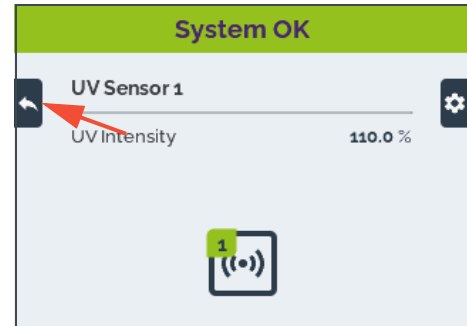 System OK
UV Sensor 1
UV Intensity 110.0 %
1